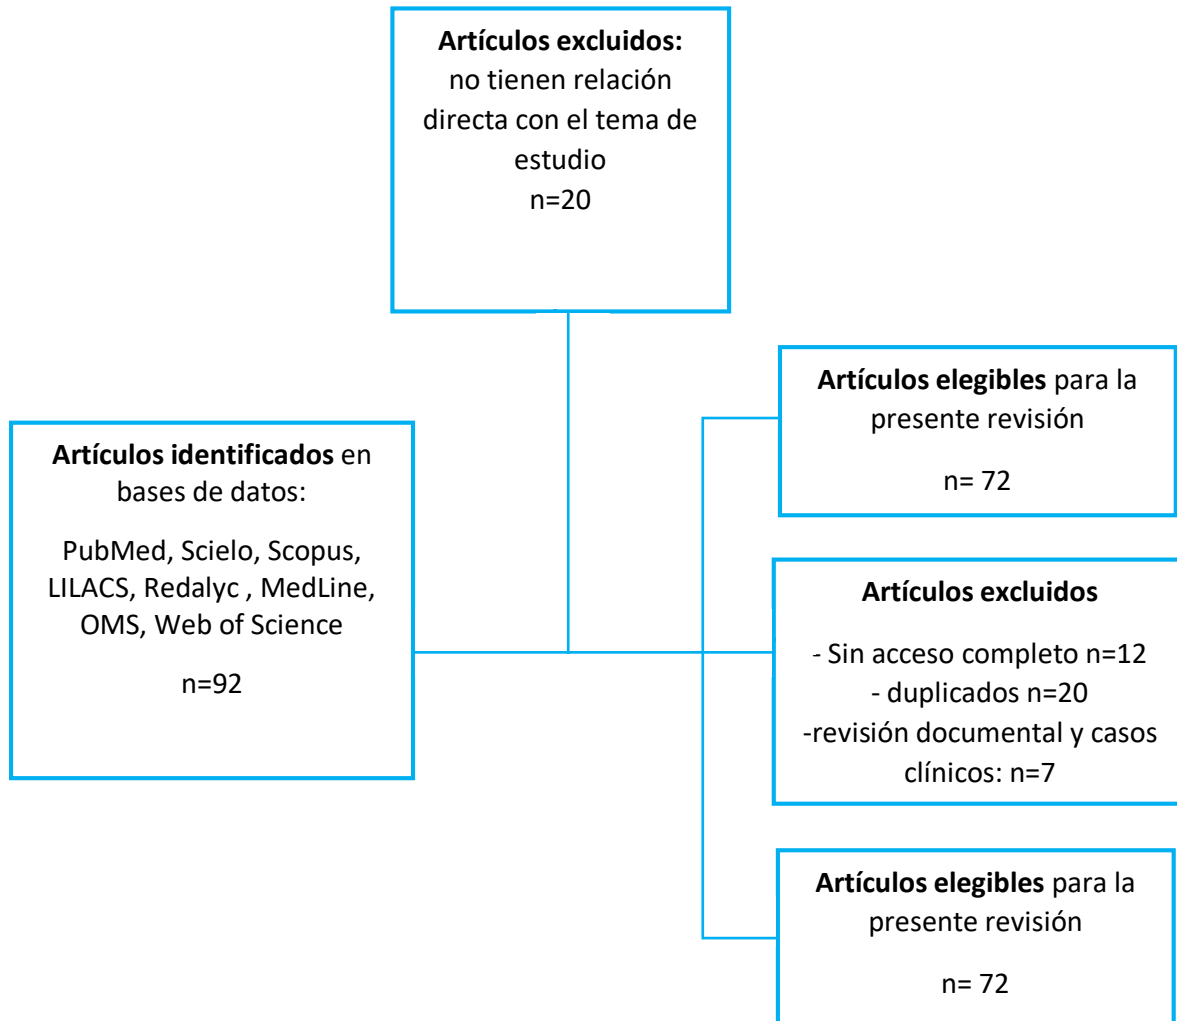 Artículos excluidos:
no tienen relación
directa con el tema de
estudio
n=20
Artículos identificados en
bases de datos:
PubMed, Scielo, Scopus,
LILACS, Redalyc , MedLine,
OMS, Web of Science
n=92
Artículos elegibles para la
presente revisión
n= 72
Artículos excluidos
- Sin acceso completo n=12
- duplicados n=20
-revisión documental y casos
clínicos: n=7
Artículos elegibles para la
presente revisión
n= 72